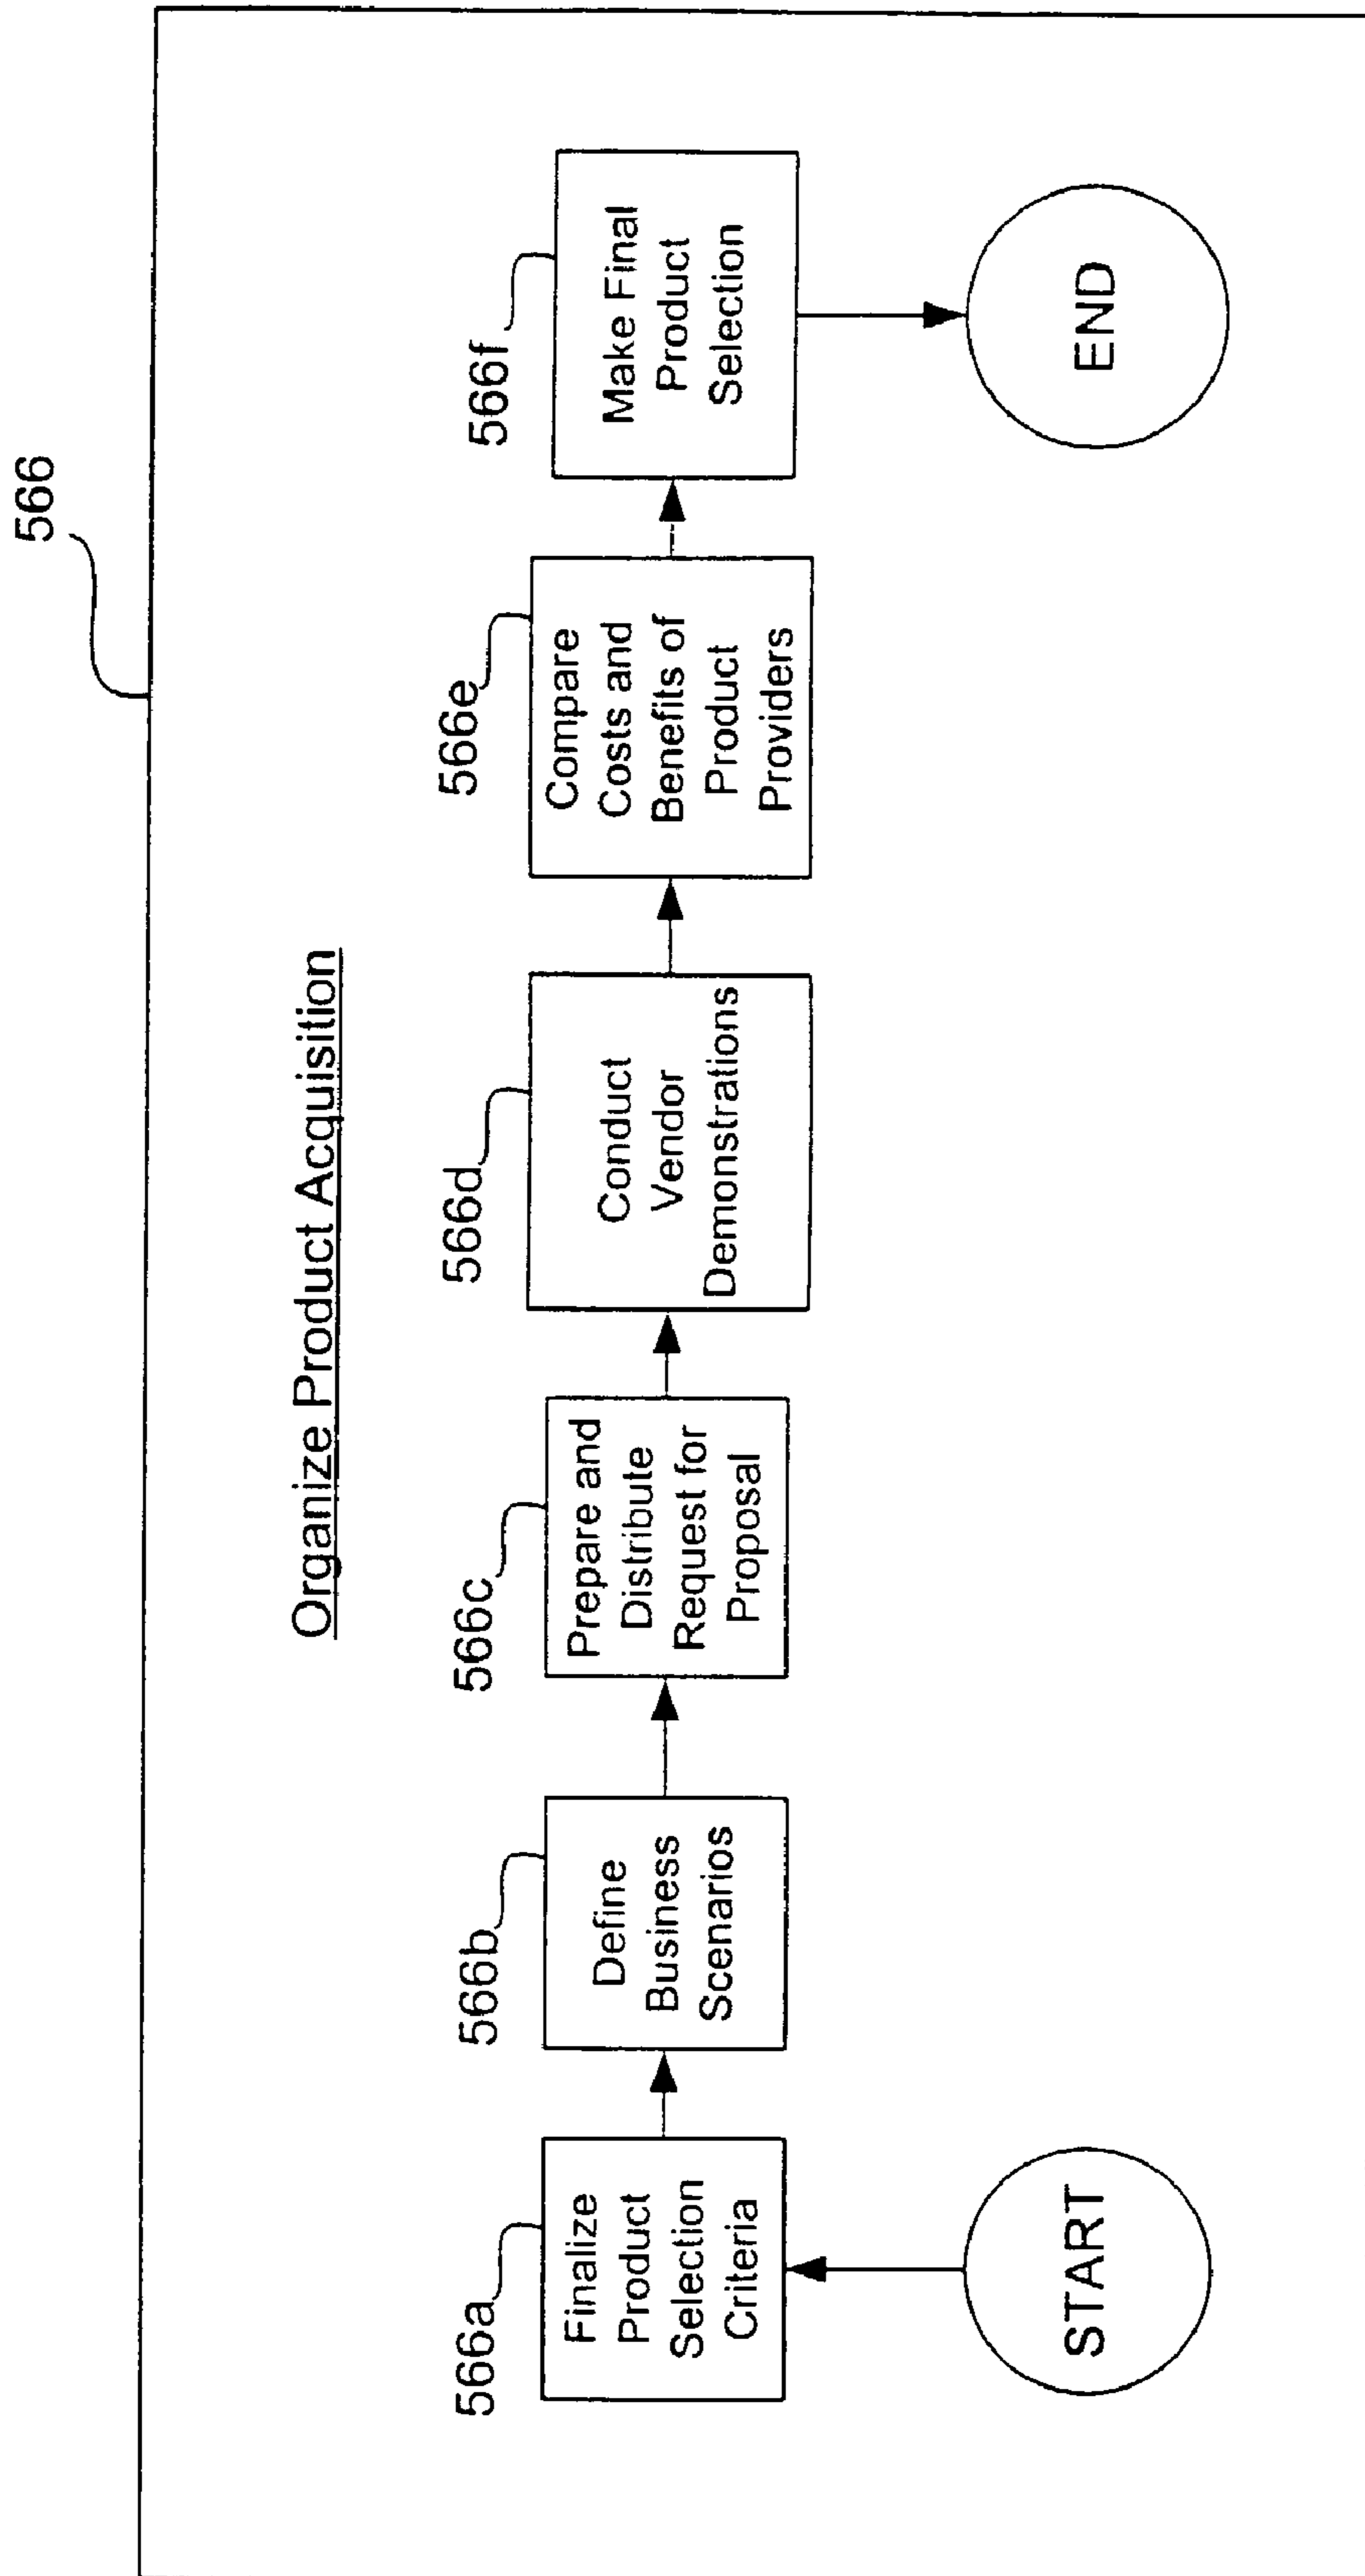 566
Organize Product Acquisition
566a
Finalize
Product
Selection
Criteria
566b
Define
Business
Scenarios
566c
Prepare and
Distribute
Request for
Proposal
566d
Conduct
Vendor
Demonstrations
566e
Compare
Costs and
Benefits of
Product
Providers
566f
Make Final
Product
Selection
START
END